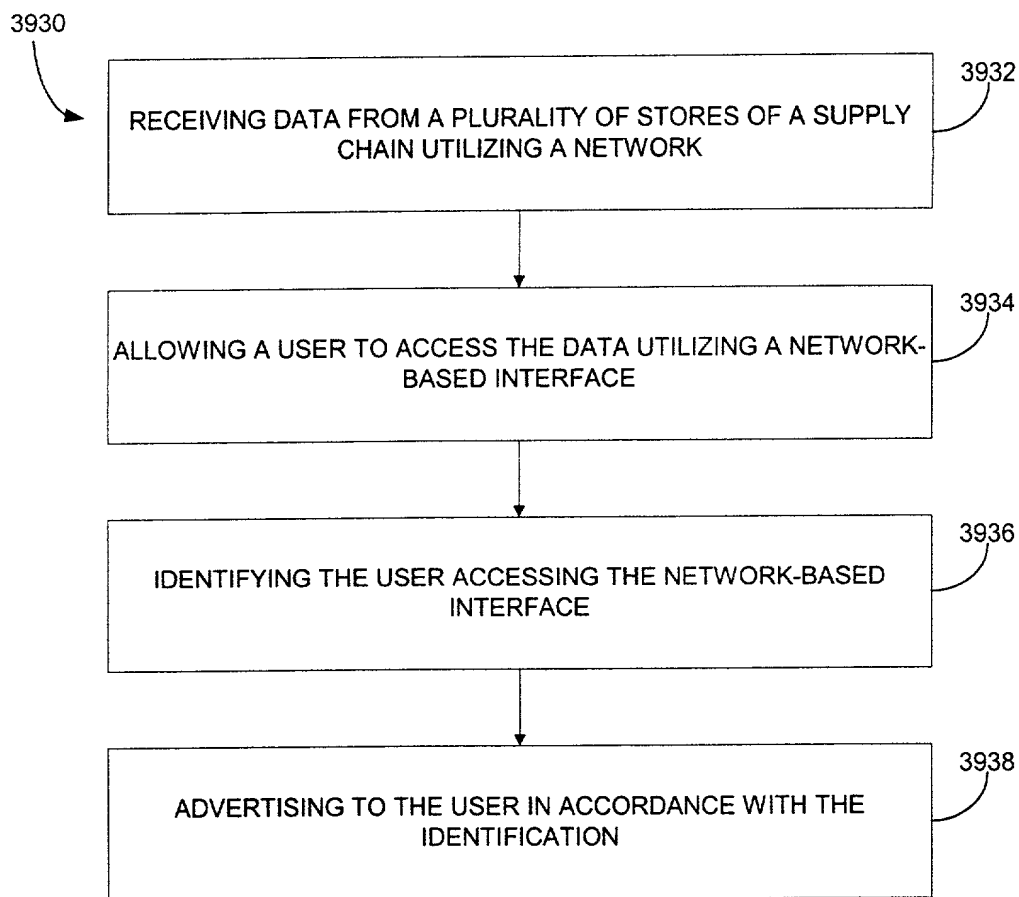 3930
3932
RECEIVING DATA FROM A PLURALITY OF STORES OF A SUPPLY
CHAIN UTILIZING A NETWORK
3934
ALLOWING A USER TO ACCESS THE DATA UTILIZING A NETWORK-
BASED INTERFACE
3936
IDENTIFYING THE USER ACCESSING THE NETWORK-BASED
INTERFACE
3938
ADVERTISING TO THE USER IN ACCORDANCE WITH THE
IDENTIFICATION